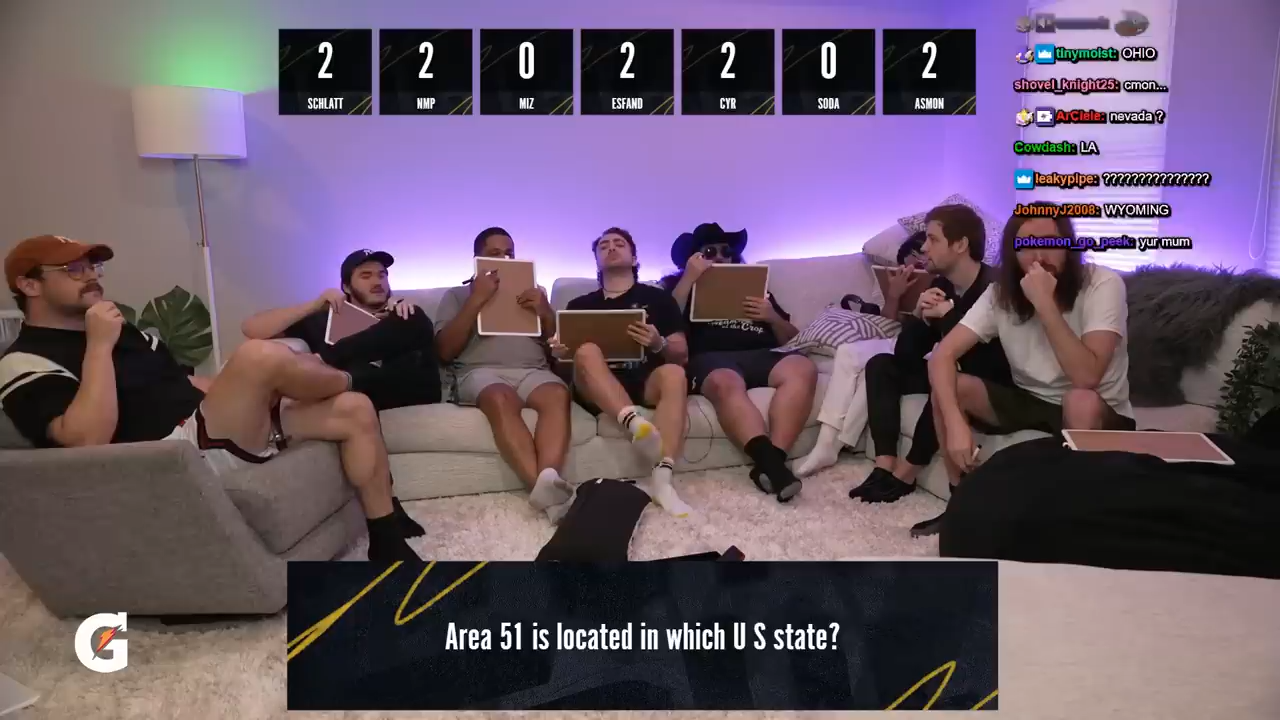 2
SCHLATT
2
NMP
0
MIZ
2
ESFAND
2
CYR
0
SODA
2
ASMON
tinymoist: OHIO
shovel_knight25: cmon...
ArCiele: nevada ?
Cowdash: LA
leakypipe: ???????????????
JohnnyJ2008: WYOMING
pokemon_go_peek: yur mum
G
Area 51 is located in which U S state?